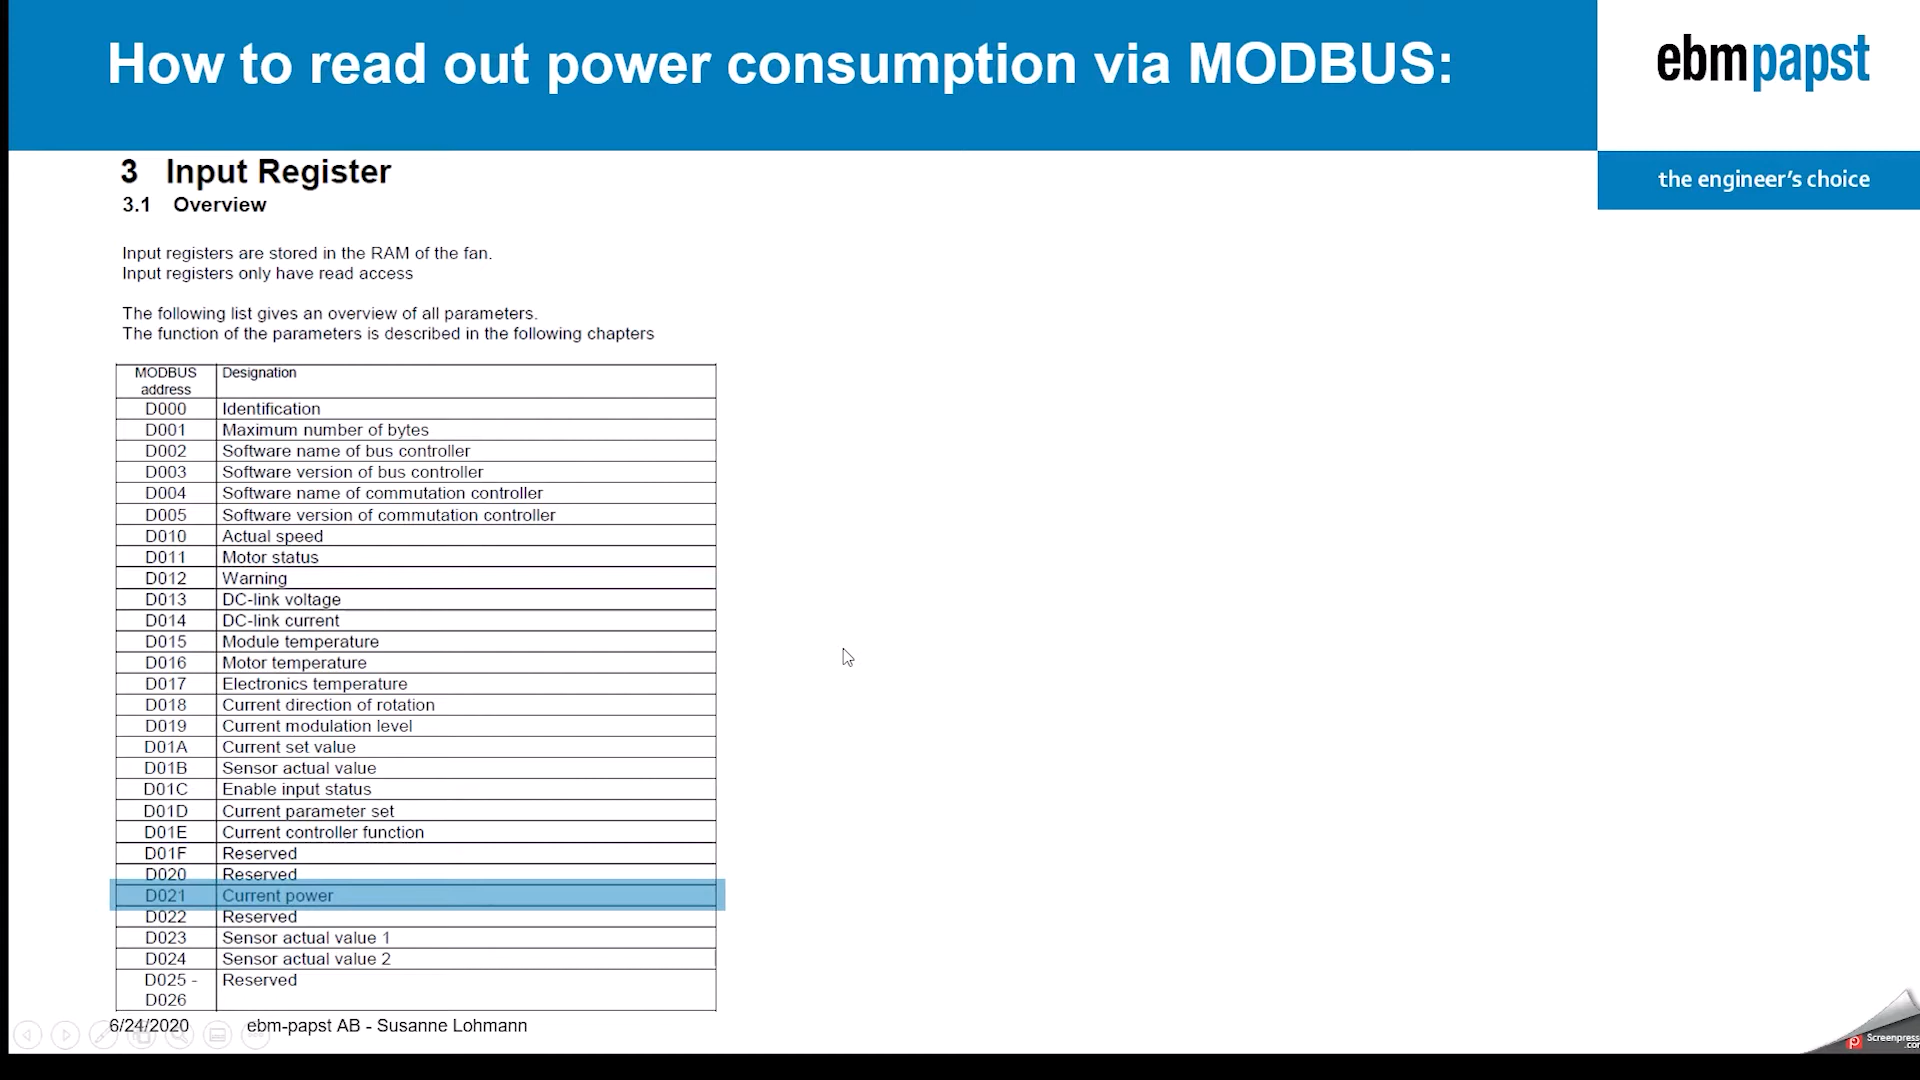 How to read out power consumption via MODBUS:
ebmpapst
the engineer's choice
3 Input Register
3.1 Overview
Input registers are stored in the RAM of the fan.
Input registers only have read access
The following list gives an overview of all parameters.
The function of the parameters is described in the following chapters
MODBUS address Designation
D000 Identification
D001 Maximum number of bytes
D002 Software name of bus controller
D003 Software version of bus controller
D004 Software name of commutation controller
D005 Software version of commutation controller
D010 Actual speed
D011 Motor status
D012 Warning
D013 DC-link voltage
D014 DC-link current
D015 Module temperature
D016 Motor temperature
D017 Electronics temperature
D018 Current direction of rotation
D019 Current modulation level
D01A Current set value
D01B Sensor actual value
D01C Enable input status
D01D Current parameter set
D01E Current controller function
D01F Reserved
D020 Reserved
D021 Current power
D022 Reserved
D023 Sensor actual value 1
D024 Sensor actual value 2
D025 - D026 Reserved
6/24/2020 ebm-papst AB - Susanne Lohmann
Screenpresso
.com